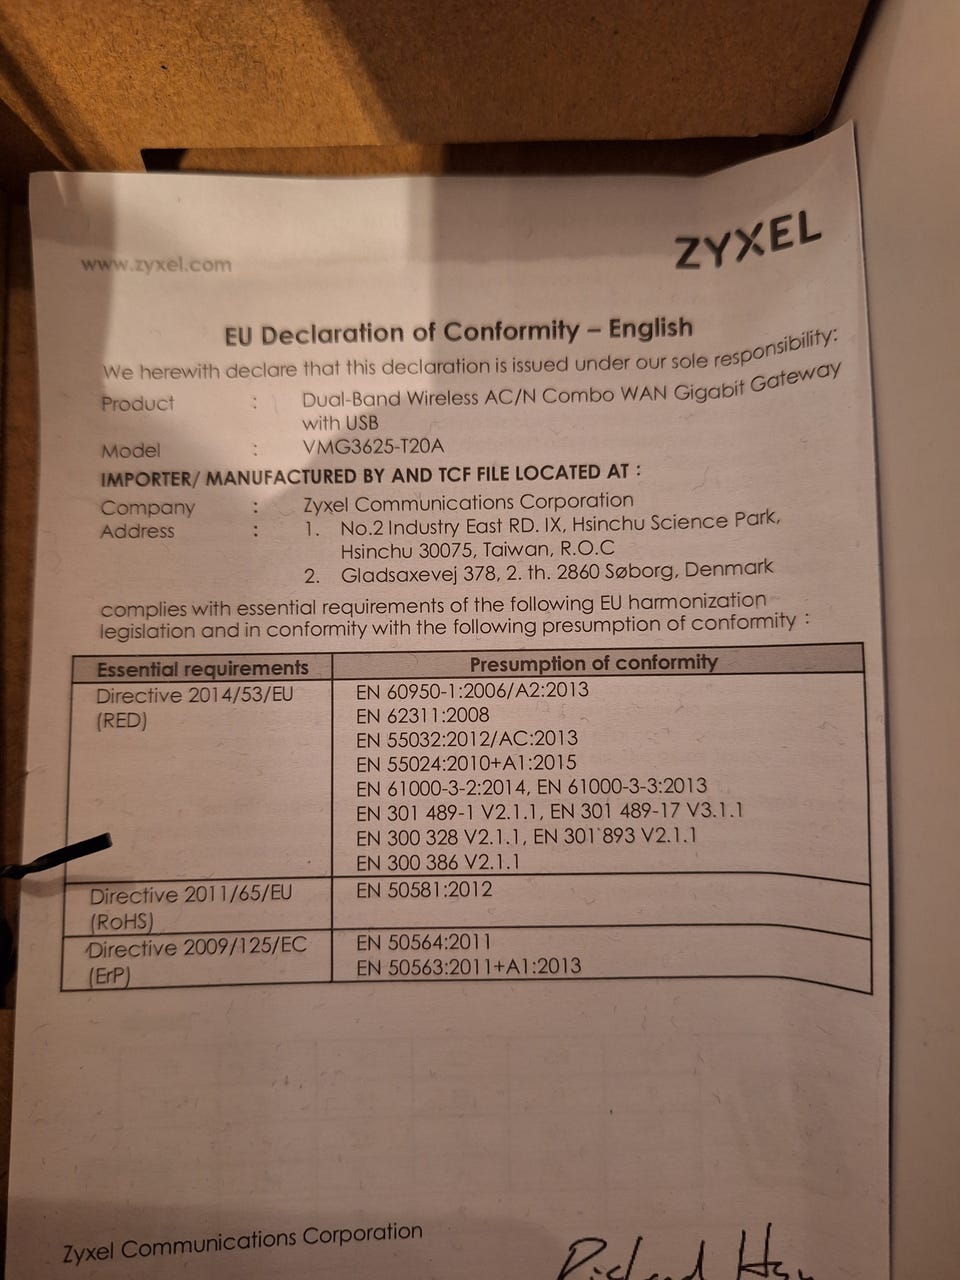 www.zyxel.com
ZYXEL
EU Declaration of Conformity – English
We herewith declare that this declaration is issued under our sole responsibility:
Product : Dual-Band Wireless AC/N Combo WAN Gigabit Gateway
with USB
Model : VMG3625-T20A
IMPORTER/ MANUFACTURED BY AND TCF FILE LOCATED AT :
Company : Zyxel Communications Corporation
Address : 1. No.2 Industry East RD. IX, Hsinchu Science Park,
Hsinchu 30075, Taiwan, R.O.C
2. Gladsaxevej 378, 2. th. 2860 Søborg, Denmark
complies with essential requirements of the following EU harmonization
legislation and in conformity with the following presumption of conformity :
Essential requirements Presumption of conformity
Directive 2014/53/EU EN 60950-1:2006/A2:2013
(RED) EN 62311:2008
EN 55032:2012/AC:2013
EN 55024:2010+A1:2015
EN 61000-3-2:2014, EN 61000-3-3:2013
EN 301 489-1 V2.1.1, EN 301 489-17 V3.1.1
EN 300 328 V2.1.1, EN 301 893 V2.1.1
EN 300 386 V2.1.1
Directive 2011/65/EU EN 50581:2012
(RoHS)
Directive 2009/125/EC EN 50564:2011
(ErP) EN 50563:2011+A1:2013
Zyxel Communications Corporation
Richard